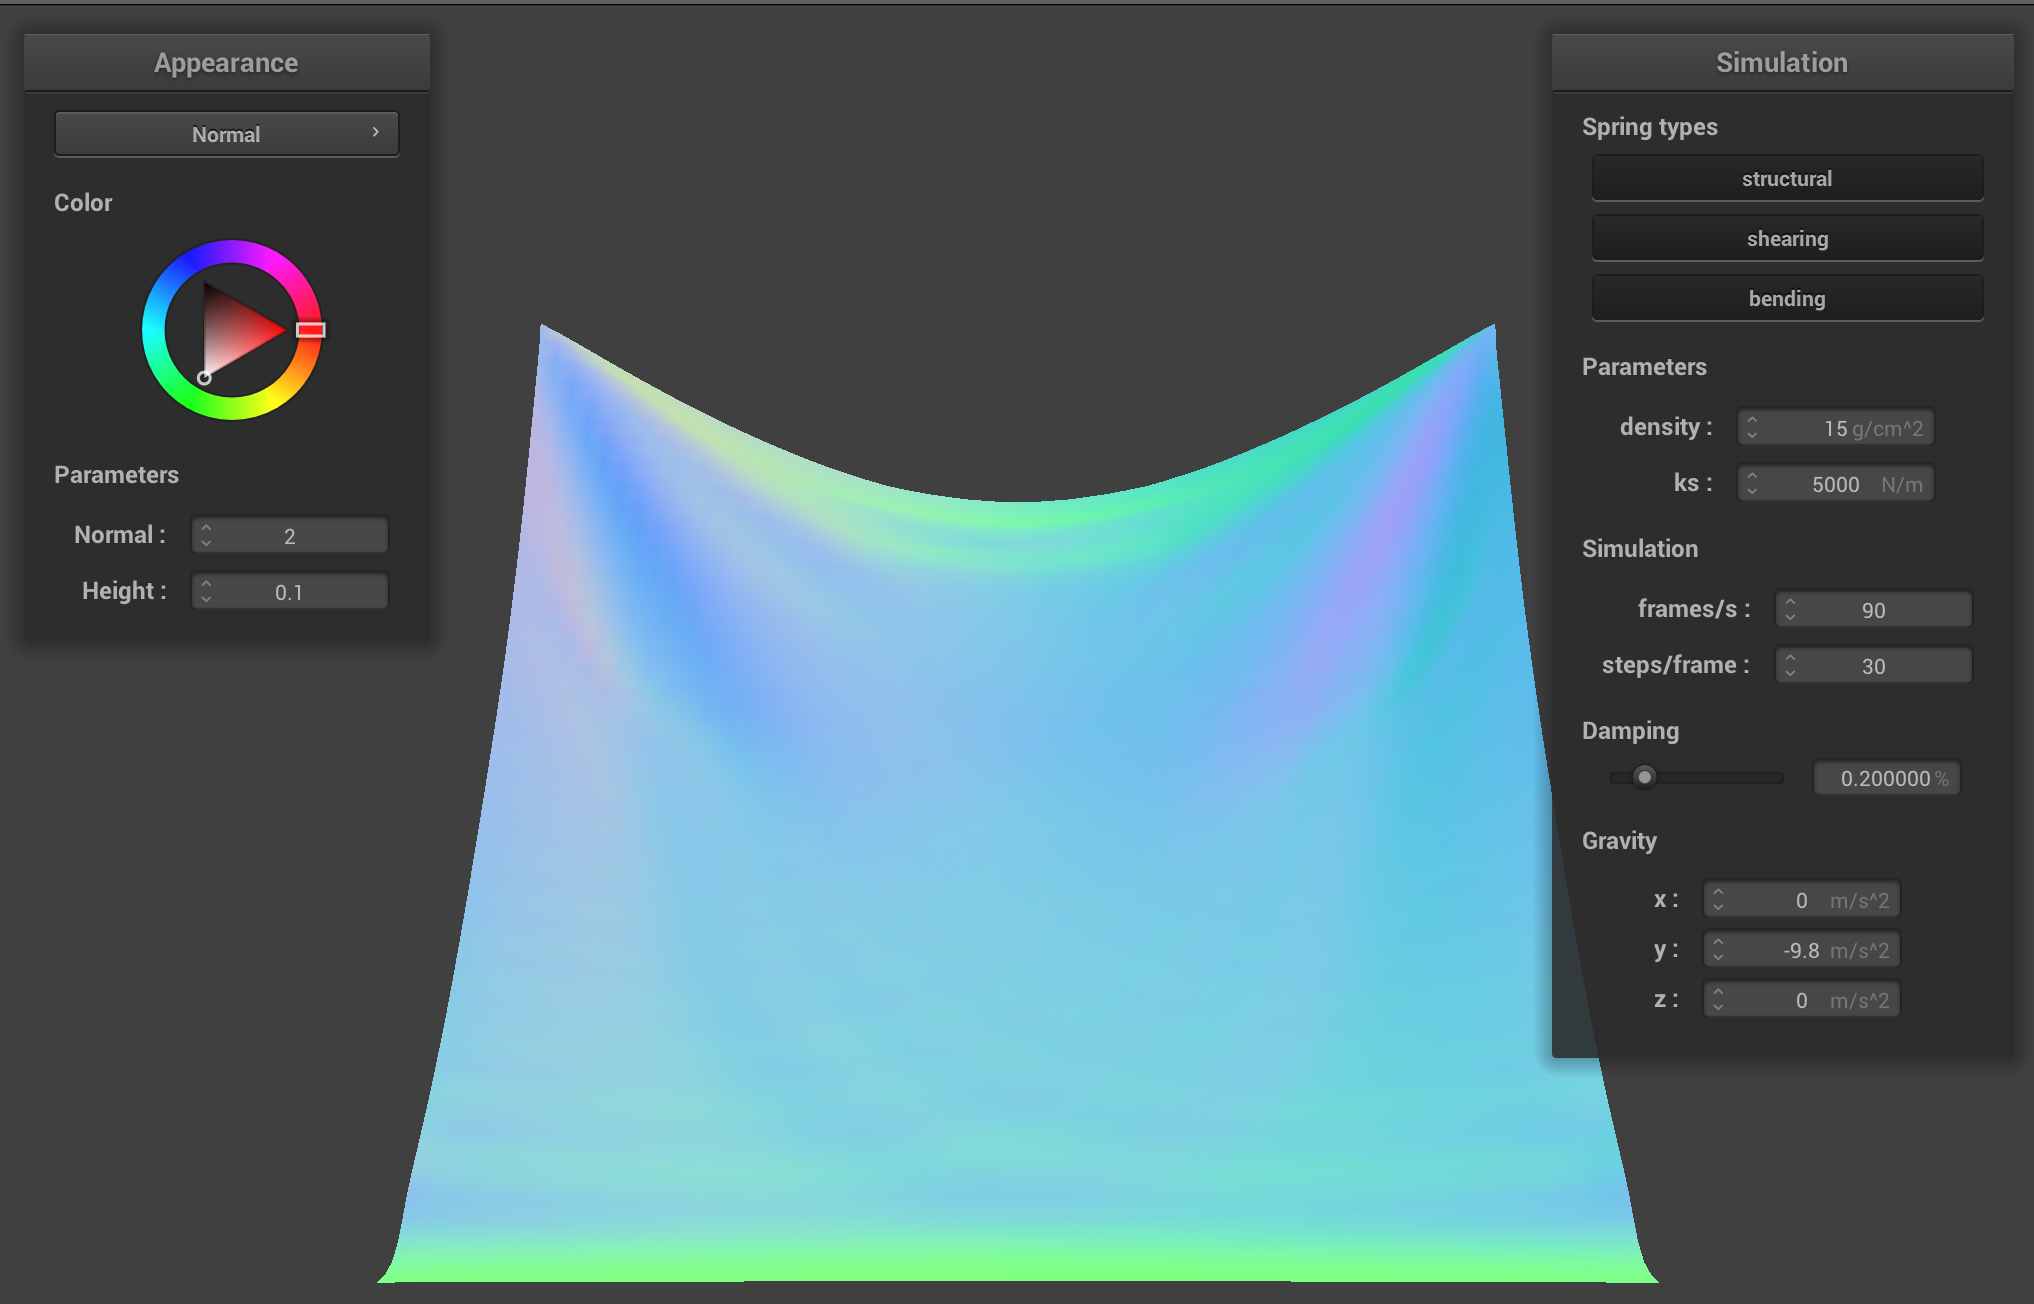 Appearance
Normal
Color
Parameters
Normal : 2
Height : 0.1
Simulation
Spring types
structural
shearing
bending
Parameters
density : 15 g/cm^2
ks : 5000 N/m
Simulation
frames/s : 90
steps/frame : 30
Damping
0.200000 %
Gravity
x : 0 m/s^2
y : -9.8 m/s^2
z : 0 m/s^2